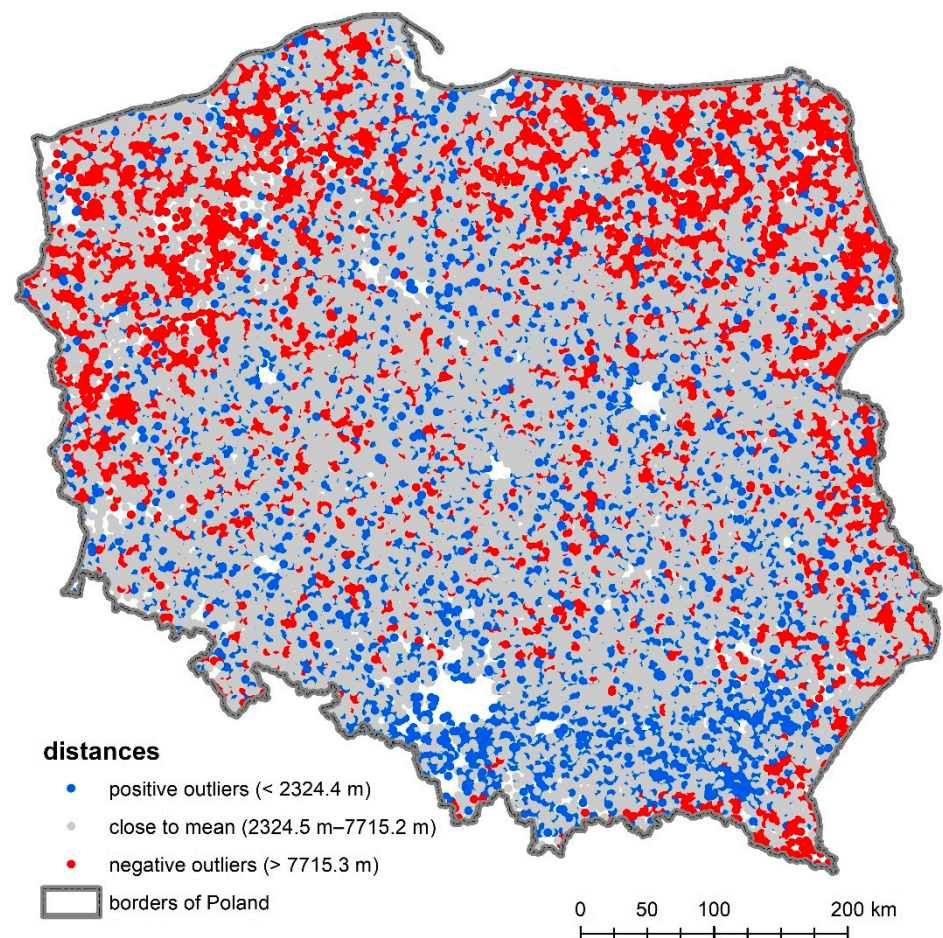 distances
positive outliers (< 2324.4 m)
close to mean (2324.5 m–7715.2 m)
negative outliers (> 7715.3 m)
borders of Poland
0 50 100 200 km